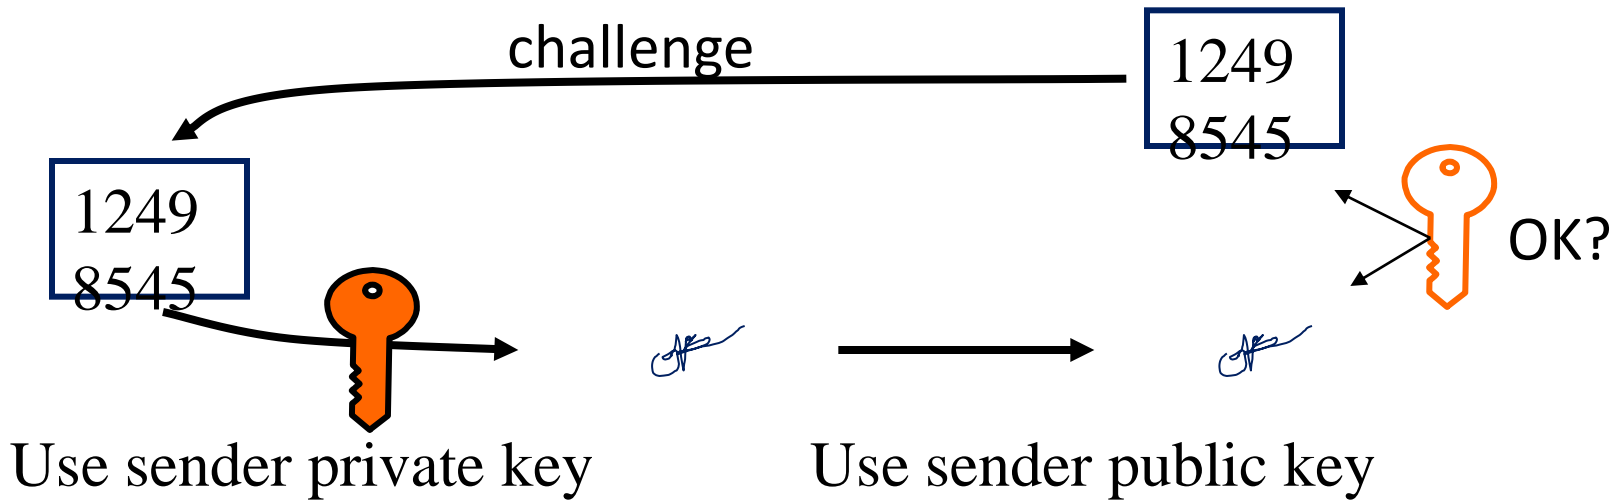 challenge
1249
8545
1249
8545
OK?
Use sender private key
Use sender public key